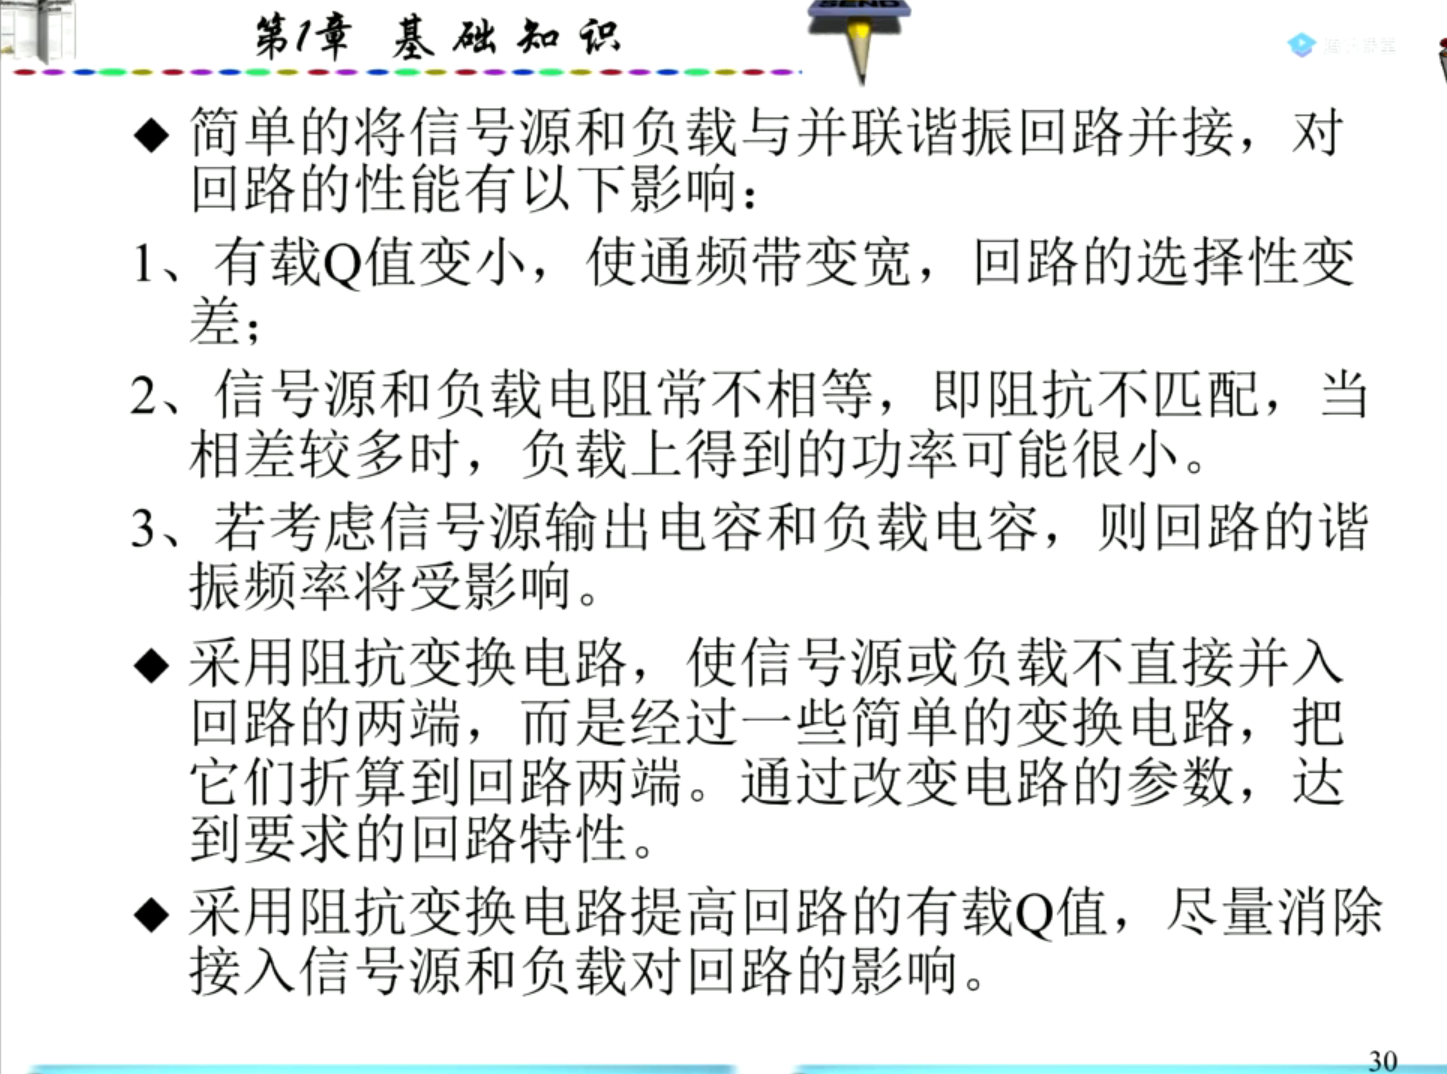 第1章 基础知识
SEND
腾讯课堂
◆ 简单的将信号源和负载与并联谐振回路并接，对
回路的性能有以下影响：
1、有载Q值变小，使通频带变宽，回路的选择性变
差；
2、信号源和负载电阻常不相等，即阻抗不匹配，当
相差较多时，负载上得到的功率可能很小。
3、若考虑信号源输出电容和负载电容，则回路的谐
振频率将受影响。
◆ 采用阻抗变换电路，使信号源或负载不直接并入
回路的两端，而是经过一些简单的变换电路，把
它们折算到回路两端。通过改变电路的参数，达
到要求的回路特性。
◆ 采用阻抗变换电路提高回路的有载Q值，尽量消除
接入信号源和负载对回路的影响。
30